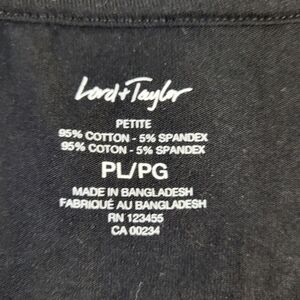 Lord + Taylor
PETITE
95% COTTON - 5% SPANDEX
95% COTON - 5% SPANDEX
PL/PG
MADE IN BANGLADESH
FABRIQUÉ AU BANGLADESH
RN 123455
CA 00234